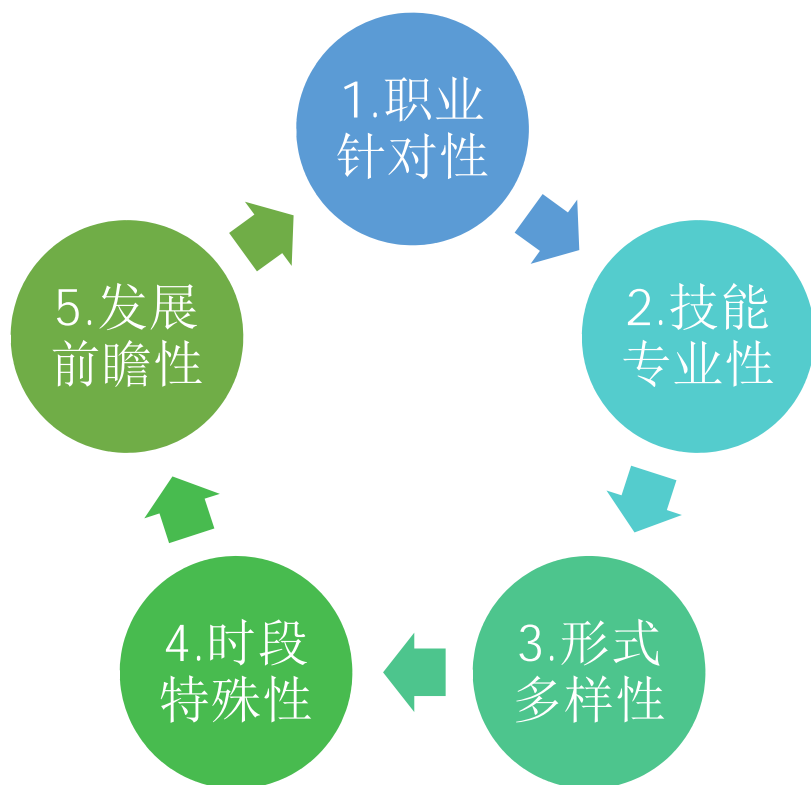 1.职业
针对性
2.技能
专业性
3.形式
多样性
4.时段
特殊性
5.发展
前瞻性